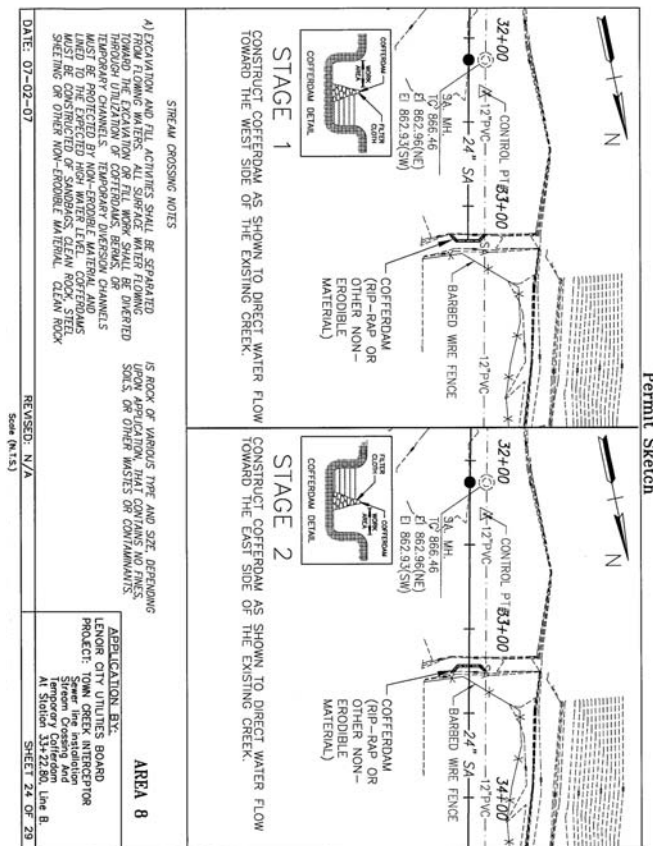 Permit Sketch
N
32+00
CONTROL PT
33+00
12"PVC
SA. MH.
TC 866.46
EI 862.96(NE)
EI 862.93(SW)
24" SA
SA
12"PVC
BARBED WIRE FENCE
COFFERDAM
(RIP-RAP OR
OTHER NON-
ERODIBLE
MATERIAL)
COFFERDAM
WORK
AREA
FILTER
CLOTH
COFFERDAM DETAIL
STAGE 1
CONSTRUCT COFFERDAM AS SHOWN TO DIRECT WATER FLOW
TOWARD THE WEST SIDE OF THE EXISTING CREEK.
N
32+00
CONTROL PT
33+00
34+00
12"PVC
SA. MH.
TC 866.46
EI 862.96(NE)
EI 862.93(SW)
24" SA
12"PVC
BARBED WIRE FENCE
COFFERDAM
(RIP-RAP OR
OTHER NON-
ERODIBLE
MATERIAL)
FILTER
CLOTH
COFFERDAM
WORK
AREA
COFFERDAM DETAIL
STAGE 2
CONSTRUCT COFFERDAM AS SHOWN TO DIRECT WATER FLOW
TOWARD THE EAST SIDE OF THE EXISTING CREEK.
STREAM CROSSING NOTES
A) EXCAVATION AND FILL ACTIVITIES SHALL BE SEPARATED
FROM FLOWING WATERS. ALL SURFACE WATER FLOWING
TOWARD THE EXCAVATION OR FILL WORK SHALL BE DIVERTED
THROUGH UTILIZATION OF COFFERDAMS, BERMS, OR
TEMPORARY CHANNELS. TEMPORARY DIVERSION CHANNELS
MUST BE PROTECTED BY NON-ERODIBLE MATERIAL AND
LINED TO THE EXPECTED HIGH WATER LEVEL. COFFERDAMS
MUST BE CONSTRUCTED OF SANDBAGS, CLEAN ROCK, STEEL
SHEETING OR OTHER NON-ERODIBLE MATERIAL. CLEAN ROCK
IS ROCK OF VARIOUS TYPE AND SIZE, DEPENDING
UPON APPLICATION, THAT CONTAINS NO FINES,
SOILS, OR OTHER WASTES OR CONTAMINANTS.
AREA 8
APPLICATION BY:
LENOIR CITY UTILITIES BOARD
PROJECT: TOWN CREEK INTERCEPTOR
Sewer line installation
Stream Crossing And
Temporary Cofferdam
At Station 33+22.80, Line B.
DATE: 07-02-07
REVISED: N/A
SHEET 24 OF 29
Scale (N.T.S.)